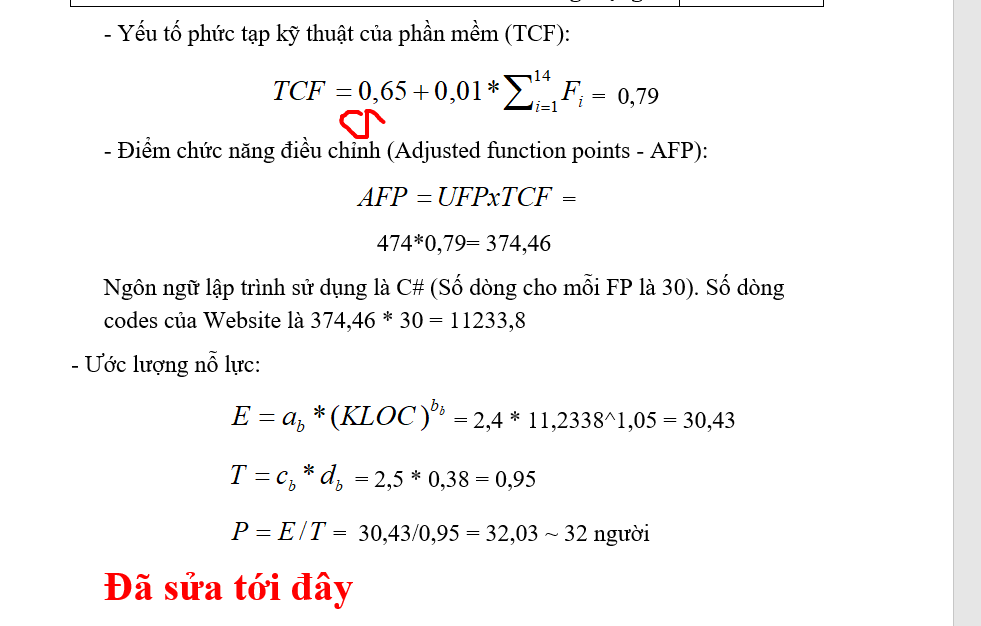 - Yếu tố phức tạp kỹ thuật của phần mềm (TCF):
TCF = 0,65 + 0,01 * ∑_{i=1}^{14} F_i = 0,79
- Điểm chức năng điều chỉnh (Adjusted function points - AFP):
AFP = UFPxTCF =
474*0,79= 374,46
Ngôn ngữ lập trình sử dụng là C# (Số dòng cho mỗi FP là 30). Số dòng
codes của Website là 374,46 * 30 = 11233,8
- Ước lượng nỗ lực:
E = a_b * (KLOC)^{b_b} = 2,4 * 11,2338^1,05 = 30,43
T = c_b * d_b = 2,5 * 0,38 = 0,95
P = E / T = 30,43/0,95 = 32,03 ~ 32 người
Đã sửa tới đây